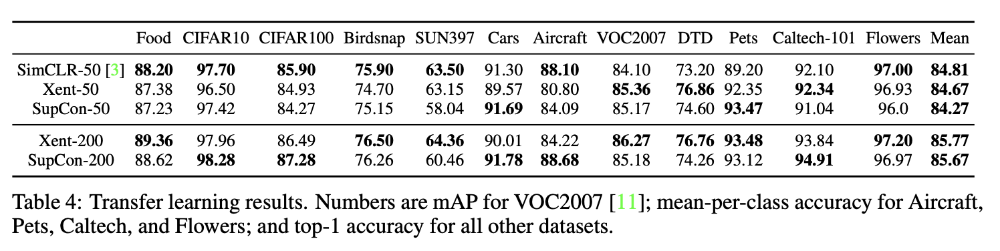 Food CIFAR10 CIFAR100 Birdsnap SUN397 Cars Aircraft VOC2007 DTD Pets Caltech-101 Flowers Mean
SimCLR-50 [3] 88.20 97.70 85.90 75.90 63.50 91.30 88.10 84.10 73.20 89.20 92.10 97.00 84.81
Xent-50 87.38 96.50 84.93 74.70 63.15 89.57 80.80 85.36 76.86 92.35 92.34 96.93 84.67
SupCon-50 87.23 97.42 84.27 75.15 58.04 91.69 84.09 85.17 74.60 93.47 91.04 96.0 84.27
Xent-200 89.36 97.96 86.49 76.50 64.36 90.01 84.22 86.27 76.76 93.48 93.84 97.20 85.77
SupCon-200 88.62 98.28 87.28 76.26 60.46 91.78 88.68 85.18 74.26 93.12 94.91 96.97 85.67
Table 4: Transfer learning results. Numbers are mAP for VOC2007 [11]; mean-per-class accuracy for Aircraft,
Pets, Caltech, and Flowers; and top-1 accuracy for all other datasets.